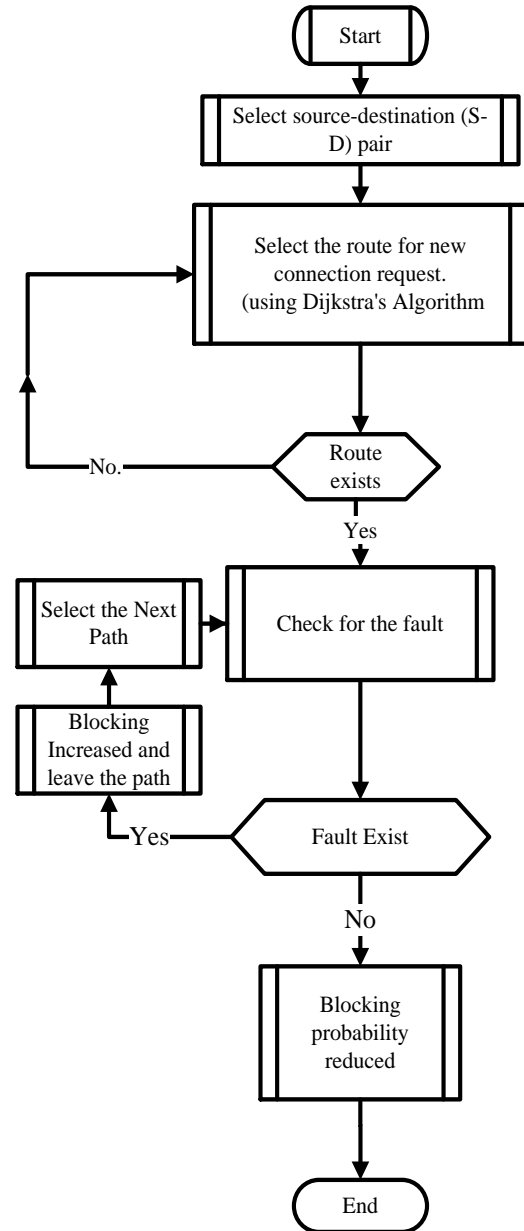 Start
Select source-destination (S-
D) pair
Select the route for new
connection request.
(using Dijkstra's Algorithm
Route
exists
No.
Yes
Select the Next
Path
Check for the fault
Blocking
Increased and
leave the path
Yes
Fault Exist
No
Blocking
probability
reduced
End